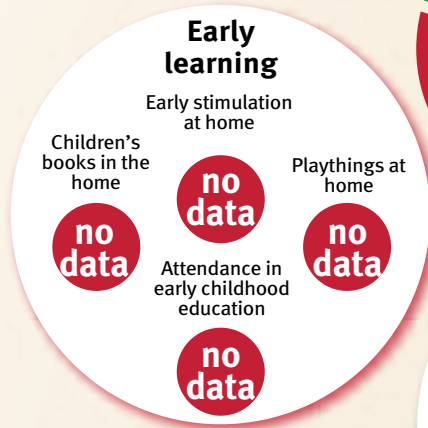 Early
learning
Early stimulation
at home
no
data
Children's
books in the
home
no
data
Playthings at
home
no
data
Attendance in
early childhood
education
no
data